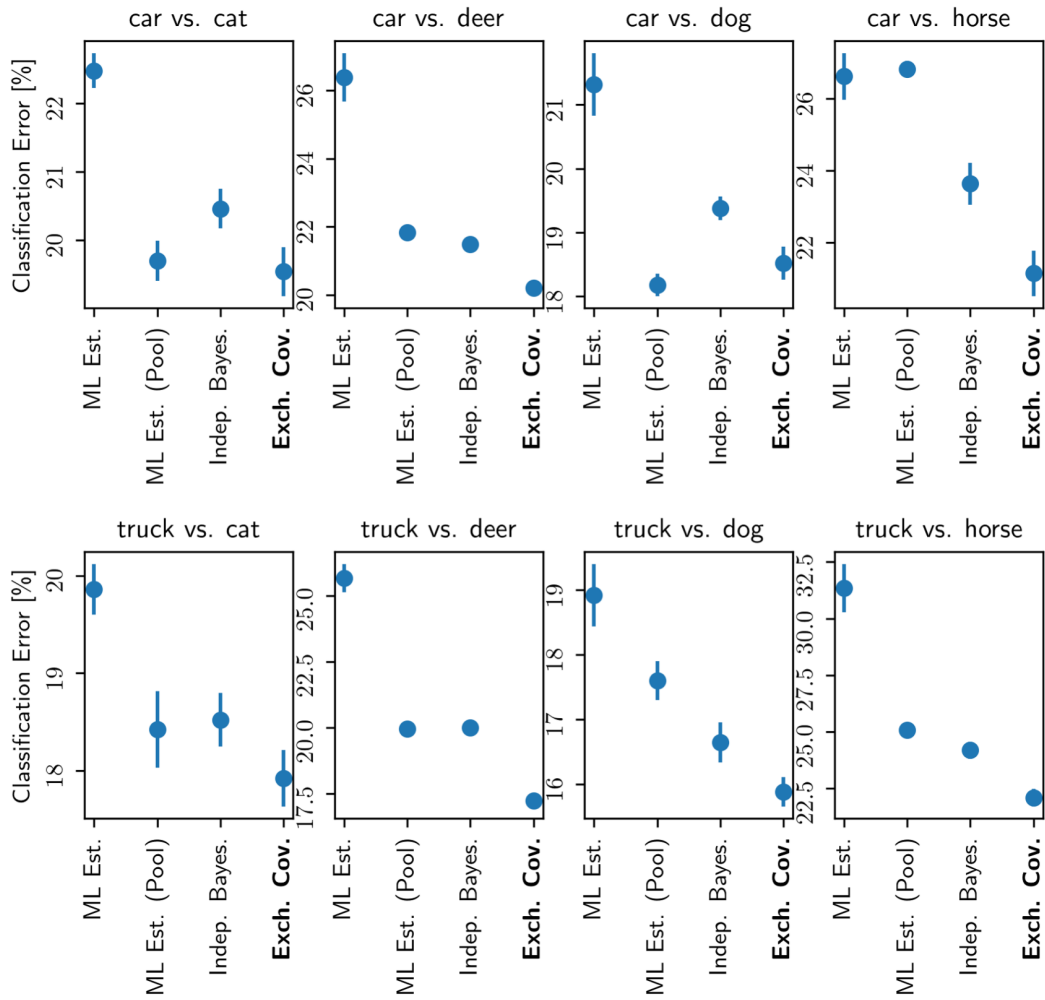 car vs. cat
car vs. deer
car vs. dog
car vs. horse
Classification Error [%]
22
21
20
26
24
22
20
21
20
19
18
26
24
22
ML Est.
ML Est. (Pool)
Indep. Bayes.
Exch. Cov.
ML Est.
ML Est. (Pool)
Indep. Bayes.
Exch. Cov.
ML Est.
ML Est. (Pool)
Indep. Bayes.
Exch. Cov.
ML Est.
ML Est. (Pool)
Indep. Bayes.
Exch. Cov.
truck vs. cat
truck vs. deer
truck vs. dog
truck vs. horse
Classification Error [%]
20
19
18
25.0
22.5
20.0
17.5
19
18
17
16
32.5
30.0
27.5
25.0
22.5
ML Est.
ML Est. (Pool)
Indep. Bayes.
Exch. Cov.
ML Est.
ML Est. (Pool)
Indep. Bayes.
Exch. Cov.
ML Est.
ML Est. (Pool)
Indep. Bayes.
Exch. Cov.
ML Est.
ML Est. (Pool)
Indep. Bayes.
Exch. Cov.